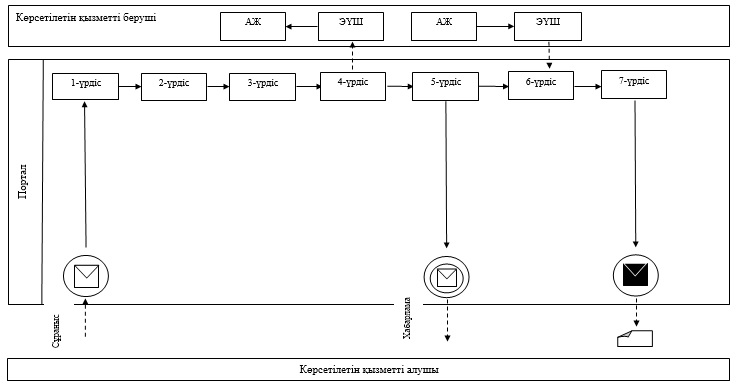 Көрсетілетін қызметті беруші
АЖ
ЭҮШ
АЖ
ЭҮШ
Портал
1-үрдіс
2-үрдіс
3-үрдіс
4-үрдіс
5-үрдіс
6-үрдіс
7-үрдіс
Сұраныс
Хабарлама
Көрсетілетін қызметті алушы